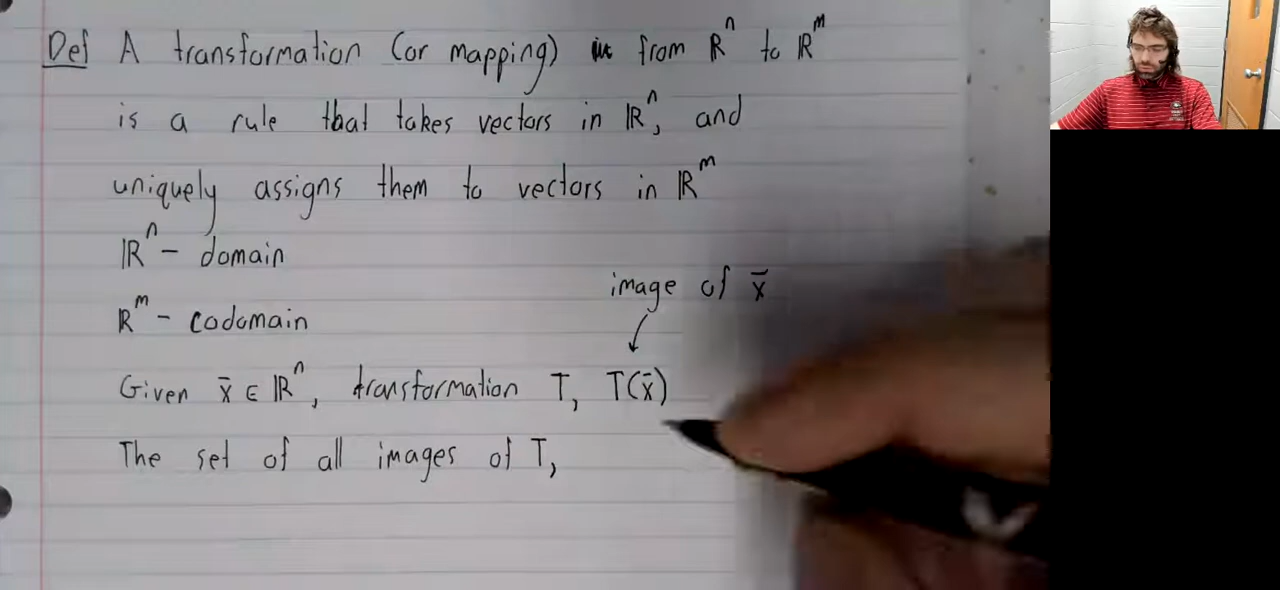 Def A transformation (or mapping) from ℝⁿ to ℝᵐ
is a rule that takes vectors in ℝⁿ, and
uniquely assigns them to vectors in ℝᵐ
ℝⁿ - domain
ℝᵐ - codomain
image of x̄
Given x̄ ∈ ℝⁿ, transformation T, T(x̄)
The set of all images of T,